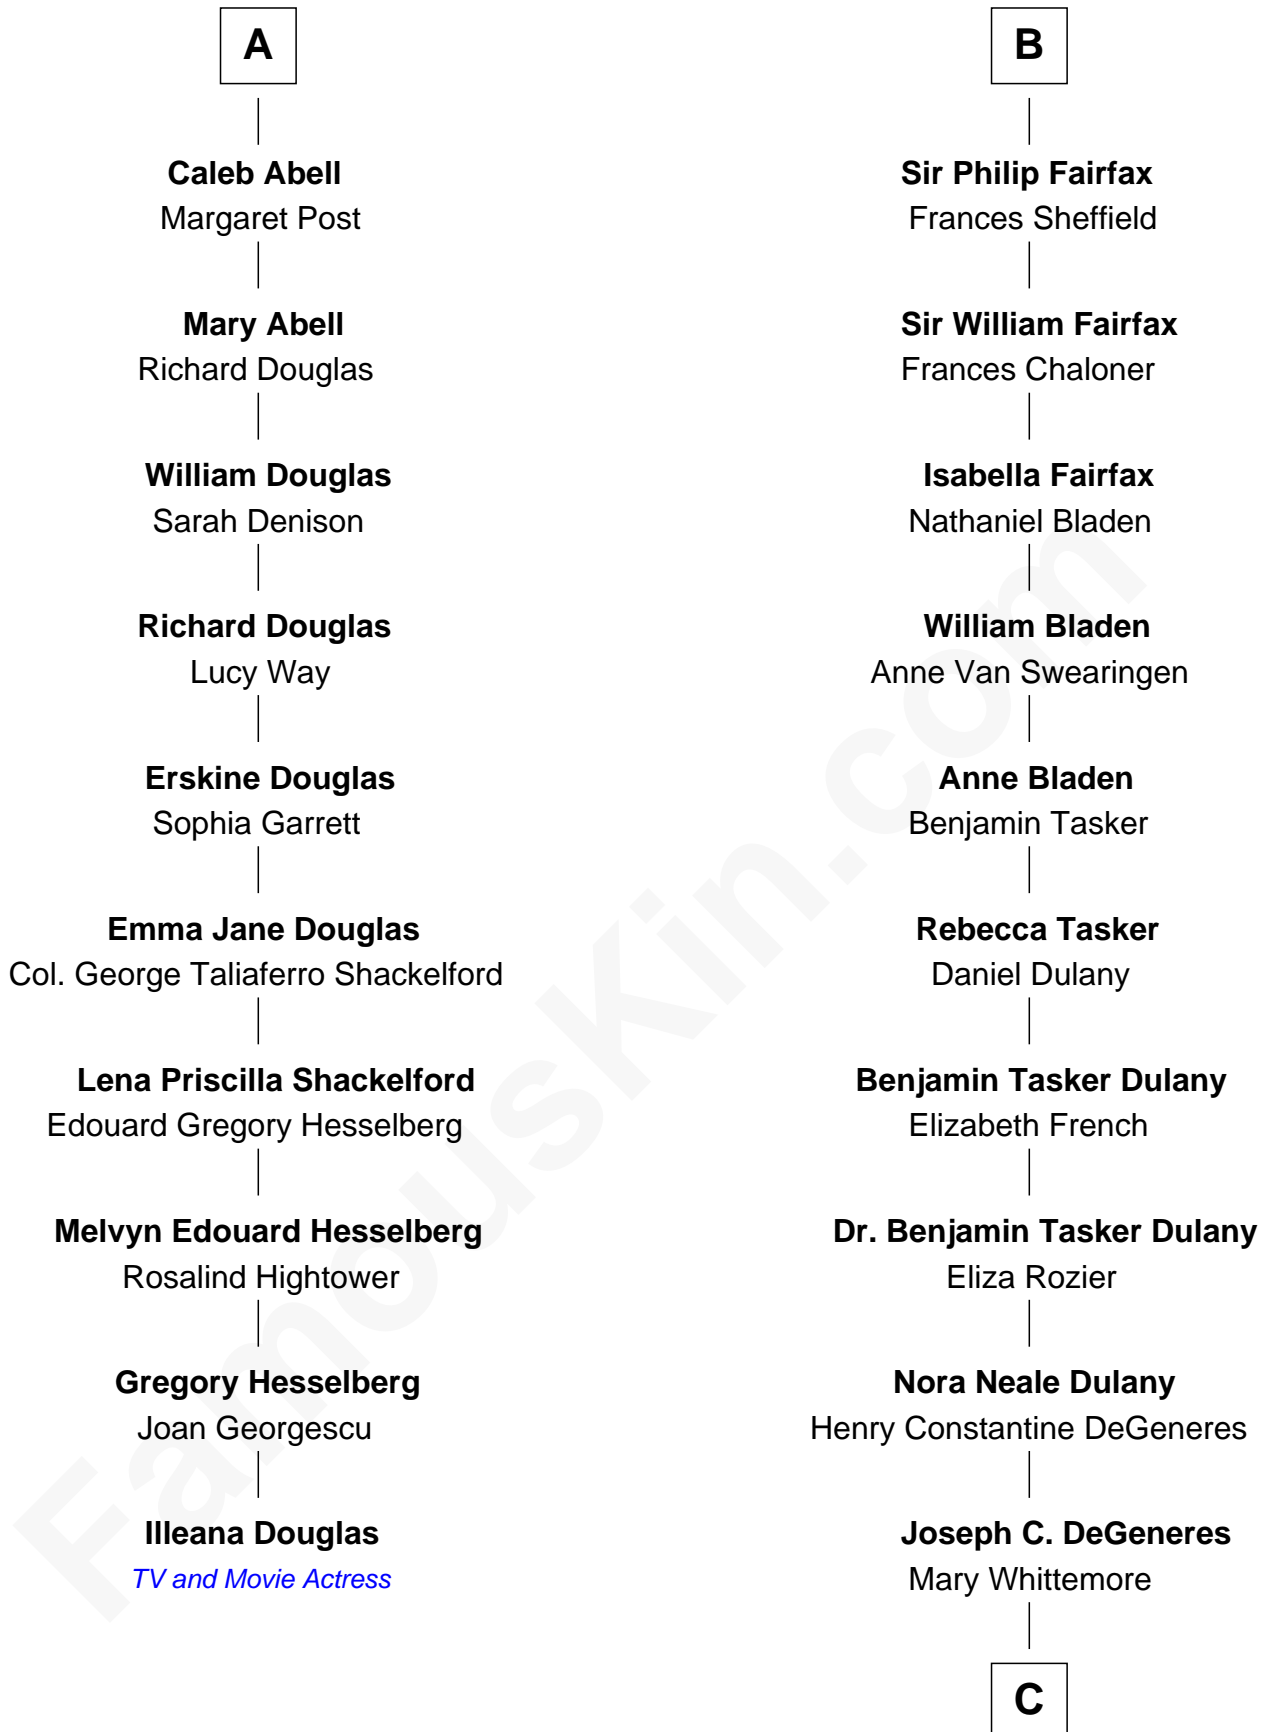 A
Caleb Abell
Margaret Post
Mary Abell
Richard Douglas
William Douglas
Sarah Denison
Richard Douglas
Lucy Way
Erskine Douglas
Sophia Garrett
Emma Jane Douglas
Col. George Taliaferro Shackelford
Lena Priscilla Shackelford
Edouard Gregory Hesselberg
Melvyn Edouard Hesselberg
Rosalind Hightower
Gregory Hesselberg
Joan Georgescu
Illeana Douglas
TV and Movie Actress
B
Sir Philip Fairfax
Frances Sheffield
Sir William Fairfax
Frances Chaloner
Isabella Fairfax
Nathaniel Bladen
William Bladen
Anne Van Swearingen
Anne Bladen
Benjamin Tasker
Rebecca Tasker
Daniel Dulany
Benjamin Tasker Dulany
Elizabeth French
Dr. Benjamin Tasker Dulany
Eliza Rozier
Nora Neale Dulany
Henry Constantine DeGeneres
Joseph C. DeGeneres
Mary Whittemore
C
FamousKin.com